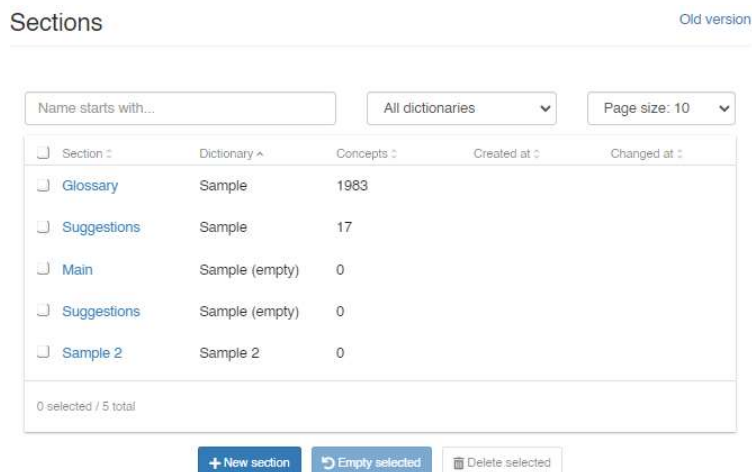 Sections Old version
Name starts with... All dictionaries Page size: 10
Section Dictionary Concepts Created at Changed at
Glossary Sample 1983
Suggestions Sample 17
Main Sample (empty) 0
Suggestions Sample (empty) 0
Sample 2 Sample 2 0
0 selected / 5 total
+ New section Empty selected Delete selected